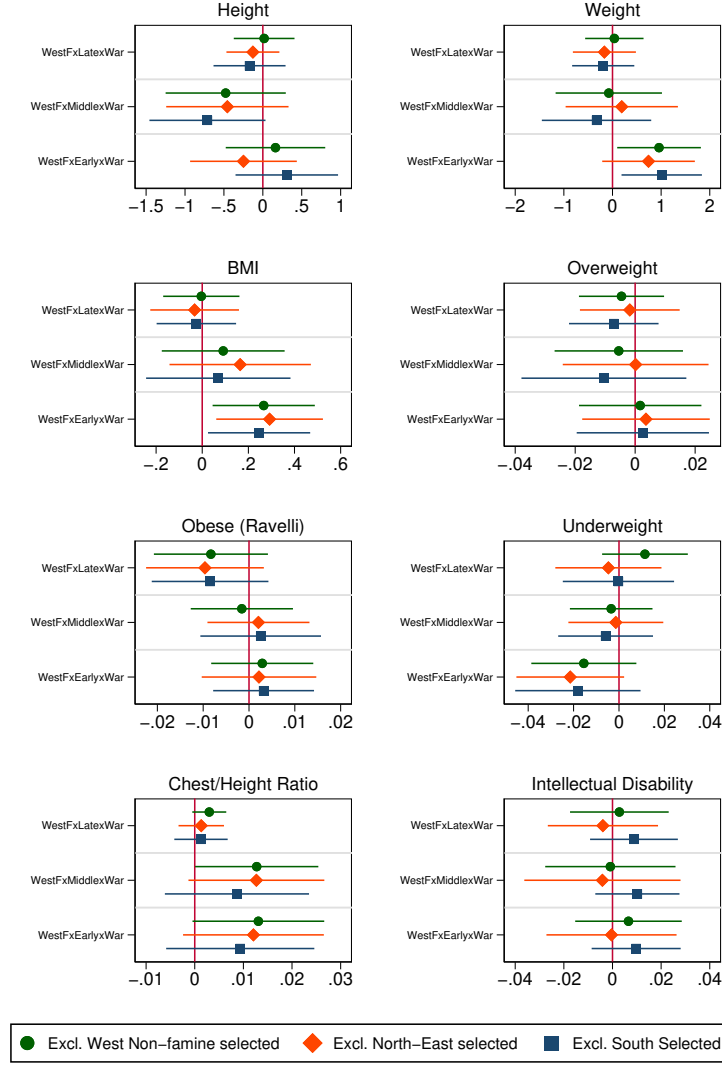 Height
WestFxLatexWar
WestFxMiddlexWar
WestFxEarlyxWar
-1.5 -1 -.5 0 .5 1
Weight
WestFxLatexWar
WestFxMiddlexWar
WestFxEarlyxWar
-2 -1 0 1 2
BMI
WestFxLatexWar
WestFxMiddlexWar
WestFxEarlyxWar
-.2 0 .2 .4 .6
Overweight
WestFxLatexWar
WestFxMiddlexWar
WestFxEarlyxWar
-.04 -.02 0 .02
Obese (Ravelli)
WestFxLatexWar
WestFxMiddlexWar
WestFxEarlyxWar
-.02 -.01 0 .01 .02
Underweight
WestFxLatexWar
WestFxMiddlexWar
WestFxEarlyxWar
-.04 -.02 0 .02 .04
Chest/Height Ratio
WestFxLatexWar
WestFxMiddlexWar
WestFxEarlyxWar
-.01 0 .01 .02 .03
Intellectual Disability
WestFxLatexWar
WestFxMiddlexWar
WestFxEarlyxWar
-.04 -.02 0 .02 .04
Excl. West Non-famine selected Excl. North-East selected Excl. South Selected